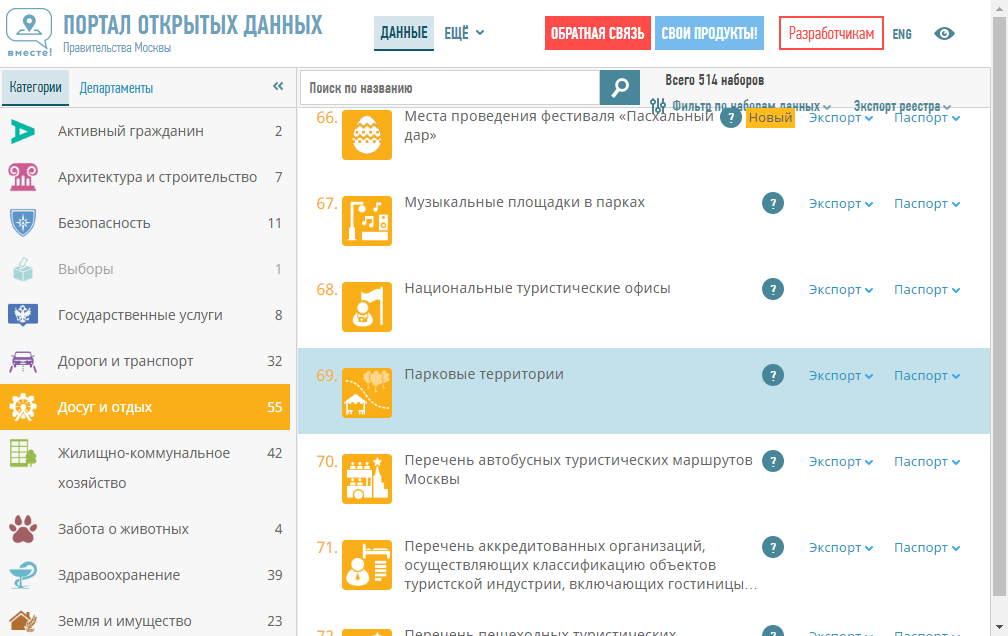 ПОРТАЛ ОТКРЫТЫХ ДАННЫХ
Правительства Москвы
вместе!
ДАННЫЕ
ЕЩЁ
ОБРАТНАЯ СВЯЗЬ
СВОИ ПРОДУКТЫ!
Разработчикам
ENG
Категории
Департаменты
«
Поиск по названию
Всего 514 наборов
Фильтр по наборам данных
Экспорт реестра
Активный гражданин 2
Архитектура и строительство 7
Безопасность 11
Выборы 1
Государственные услуги 8
Дороги и транспорт 32
Досуг и отдых 55
Жилищно-коммунальное 42
хозяйство
Забота о животных 4
Здравоохранение 39
Земля и имущество 23
66. Места проведения фестиваля «Пасхальный ? Новый Экспорт Паспорт
дар»
67. Музыкальные площадки в парках ? Экспорт Паспорт
68. Национальные туристические офисы ? Экспорт Паспорт
69. Парковые территории ? Экспорт Паспорт
70. Перечень автобусных туристических маршрутов ? Экспорт Паспорт
Москвы
71. Перечень аккредитованных организаций, ? Экспорт Паспорт
осуществляющих классификацию объектов
туристской индустрии, включающих гостиницы...
72. Перечень пешеходных туристических ? Экспорт Паспорт